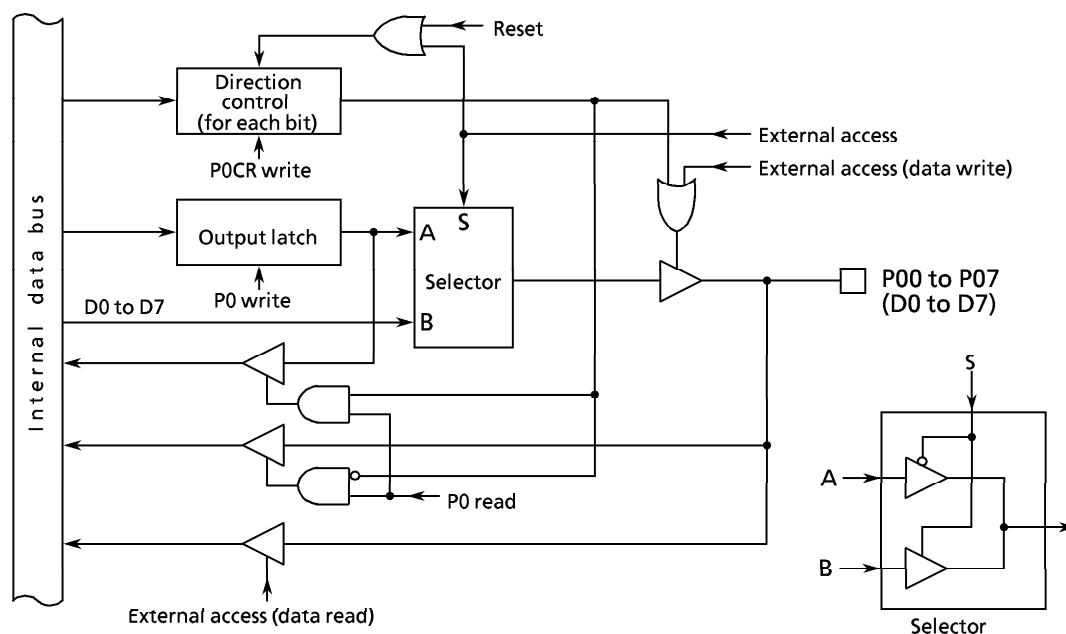 Reset
Direction
control
(for each bit)
External access
P0CR write
External access (data write)
Internal data bus
S
Output latch
A
Selector
P00 to P07
(D0 to D7)
P0 write
D0 to D7
B
S
A
P0 read
B
External access (data read)
Selector